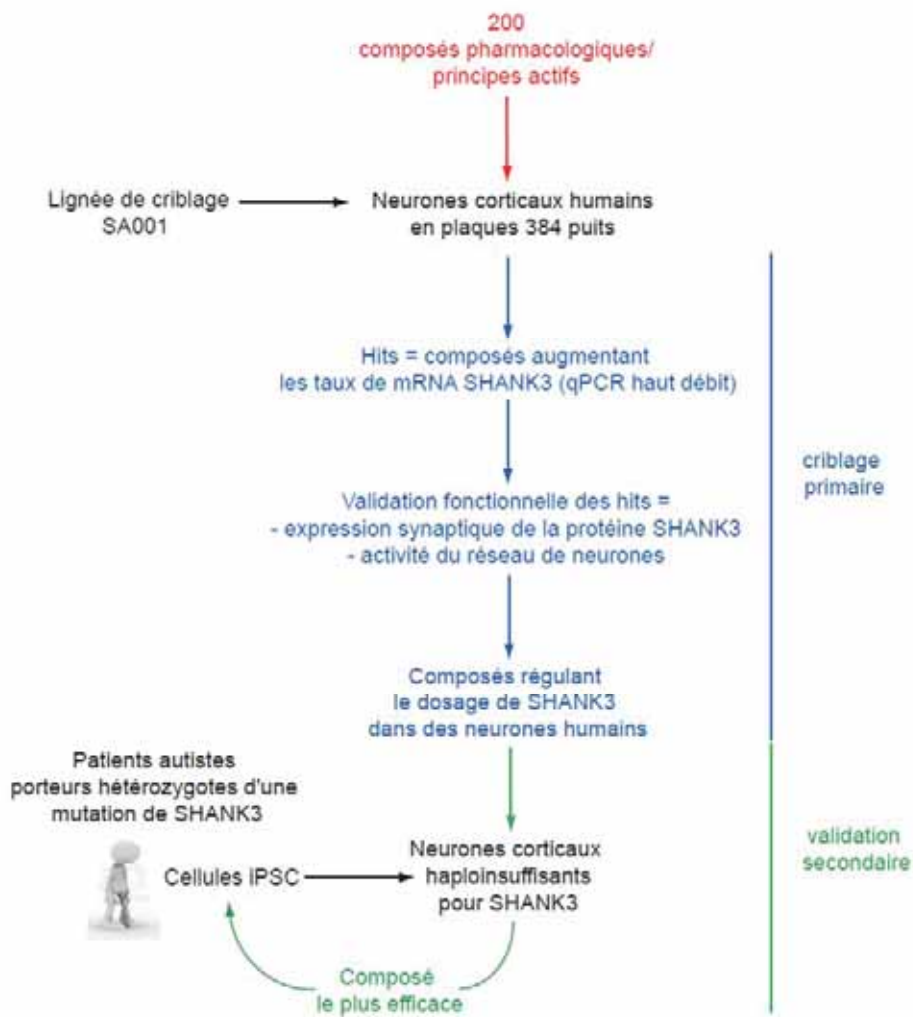 200
composés pharmacologiques/
principes actifs
Lignée de criblage
SA001
Neurones corticaux humains
en plaques 384 puits
Hits = composés augmentant
les taux de mRNA SHANK3 (qPCR haut débit)
criblage
primaire
Validation fonctionnelle des hits =
- expression synaptique de la protéine SHANK3
- activité du réseau de neurones
Composés régulant
le dosage de SHANK3
dans des neurones humains
Patients autistes
porteurs hétérozygotes d'une
mutation de SHANK3
validation
secondaire
Cellules iPSC
Neurones corticaux
haploinsuffisants
pour SHANK3
Composé
le plus efficace